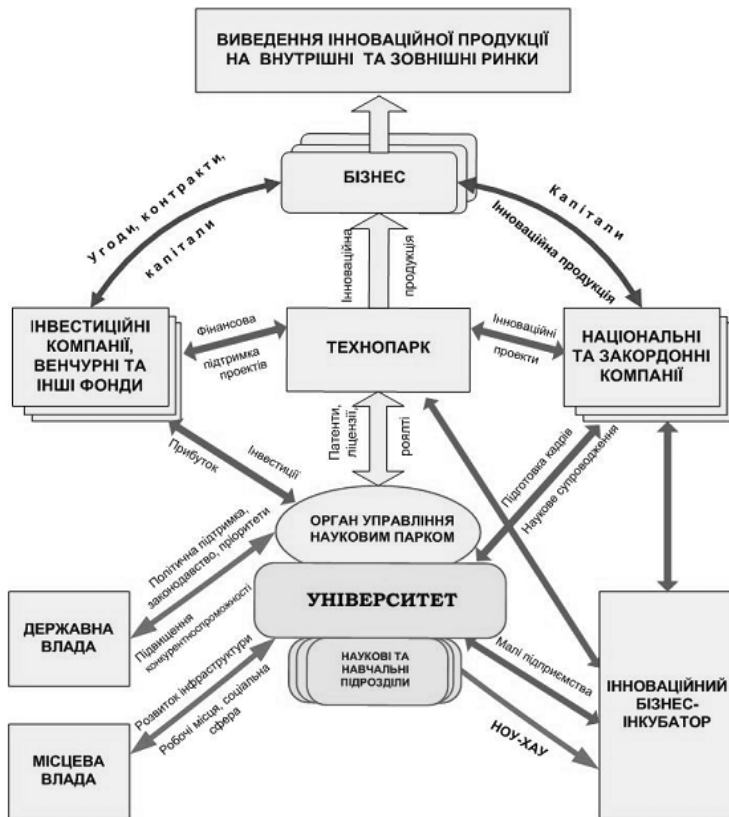 ВИВЕДЕННЯ ІННОВАЦІЙНОЇ ПРОДУКЦІЇ
НА ВНУТРІШНІ ТА ЗОВНІШНІ РИНКИ
БІЗНЕС
Угоди, контракти,
капітали
Капітали
Інноваційна продукція
Інноваційна
продукція
ІНВЕСТИЦІЙНІ
КОМПАНІЇ,
ВЕНЧУРНІ ТА
ІНШІ ФОНДИ
Фінансова
підтримка
проектів
ТЕХНОПАРК
Інноваційні
проекти
НАЦІОНАЛЬНІ
ТА ЗАКОРДОННІ
КОМПАНІЇ
Прибуток
Інвестиції
Патенти,
ліцензії,
роялті
Підготовка кадрів
Наукове супроводження
ОРГАН УПРАВЛІННЯ
НАУКОВИМ ПАРКОМ
УНІВЕРСИТЕТ
НАУКОВІ ТА
НАВЧАЛЬНІ
ПІДРОЗДІЛИ
Політична підтримка,
законодавство, пріоритети
Підвищення
конкурентноспроможності
ДЕРЖАВНА
ВЛАДА
Розвиток інфраструктури
Робочі місця, соціальна
сфера
МІСЦЕВА
ВЛАДА
Малі підприємства
НОУ-ХАУ
ІННОВАЦІЙНИЙ
БІЗНЕС-
ІНКУБАТОР